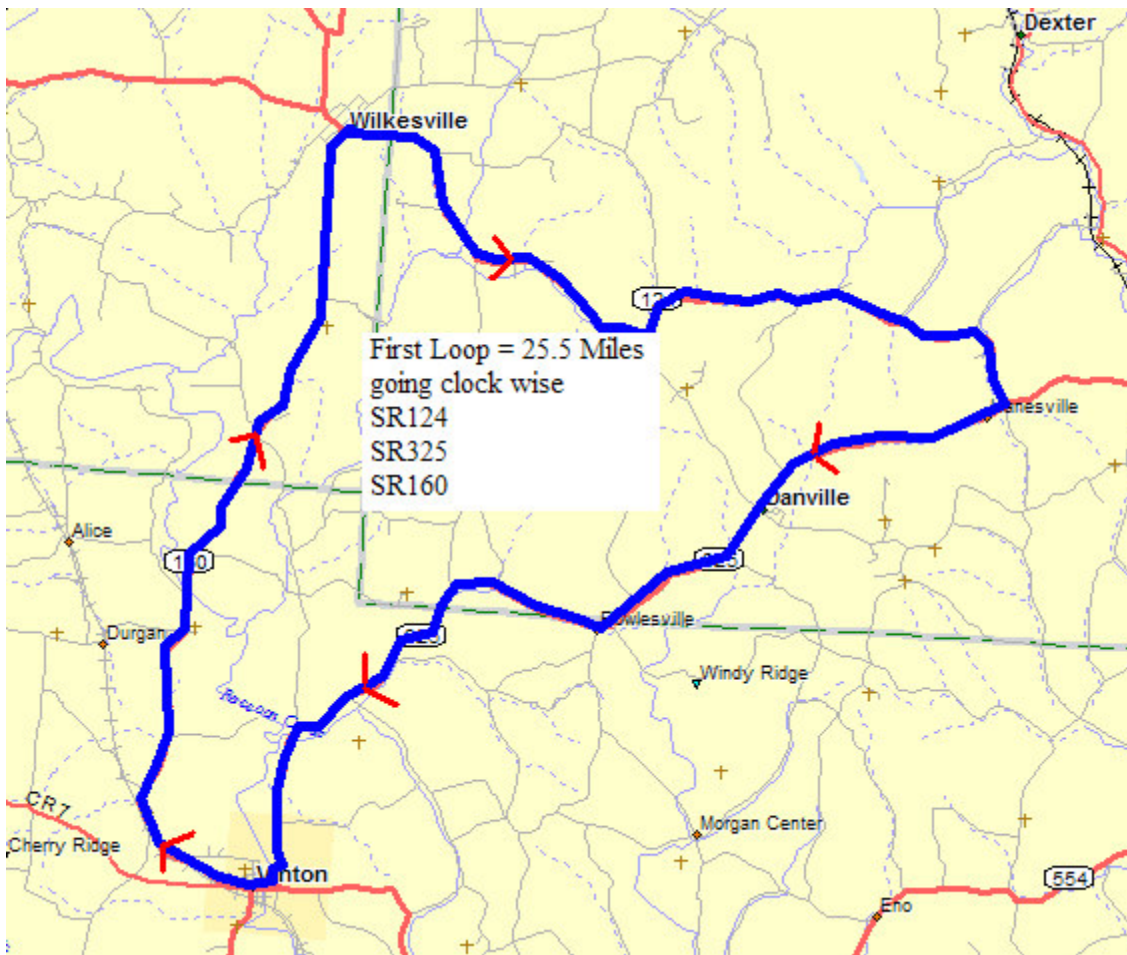 Dexter
Wilkesville
First Loop = 25.5 Miles
going clock wise
SR124
SR325
SR160
Danville
Alice
Durgan
Windy Ridge
CR7
Morgan Center
Cherry Ridge
Vinton
554
Eno